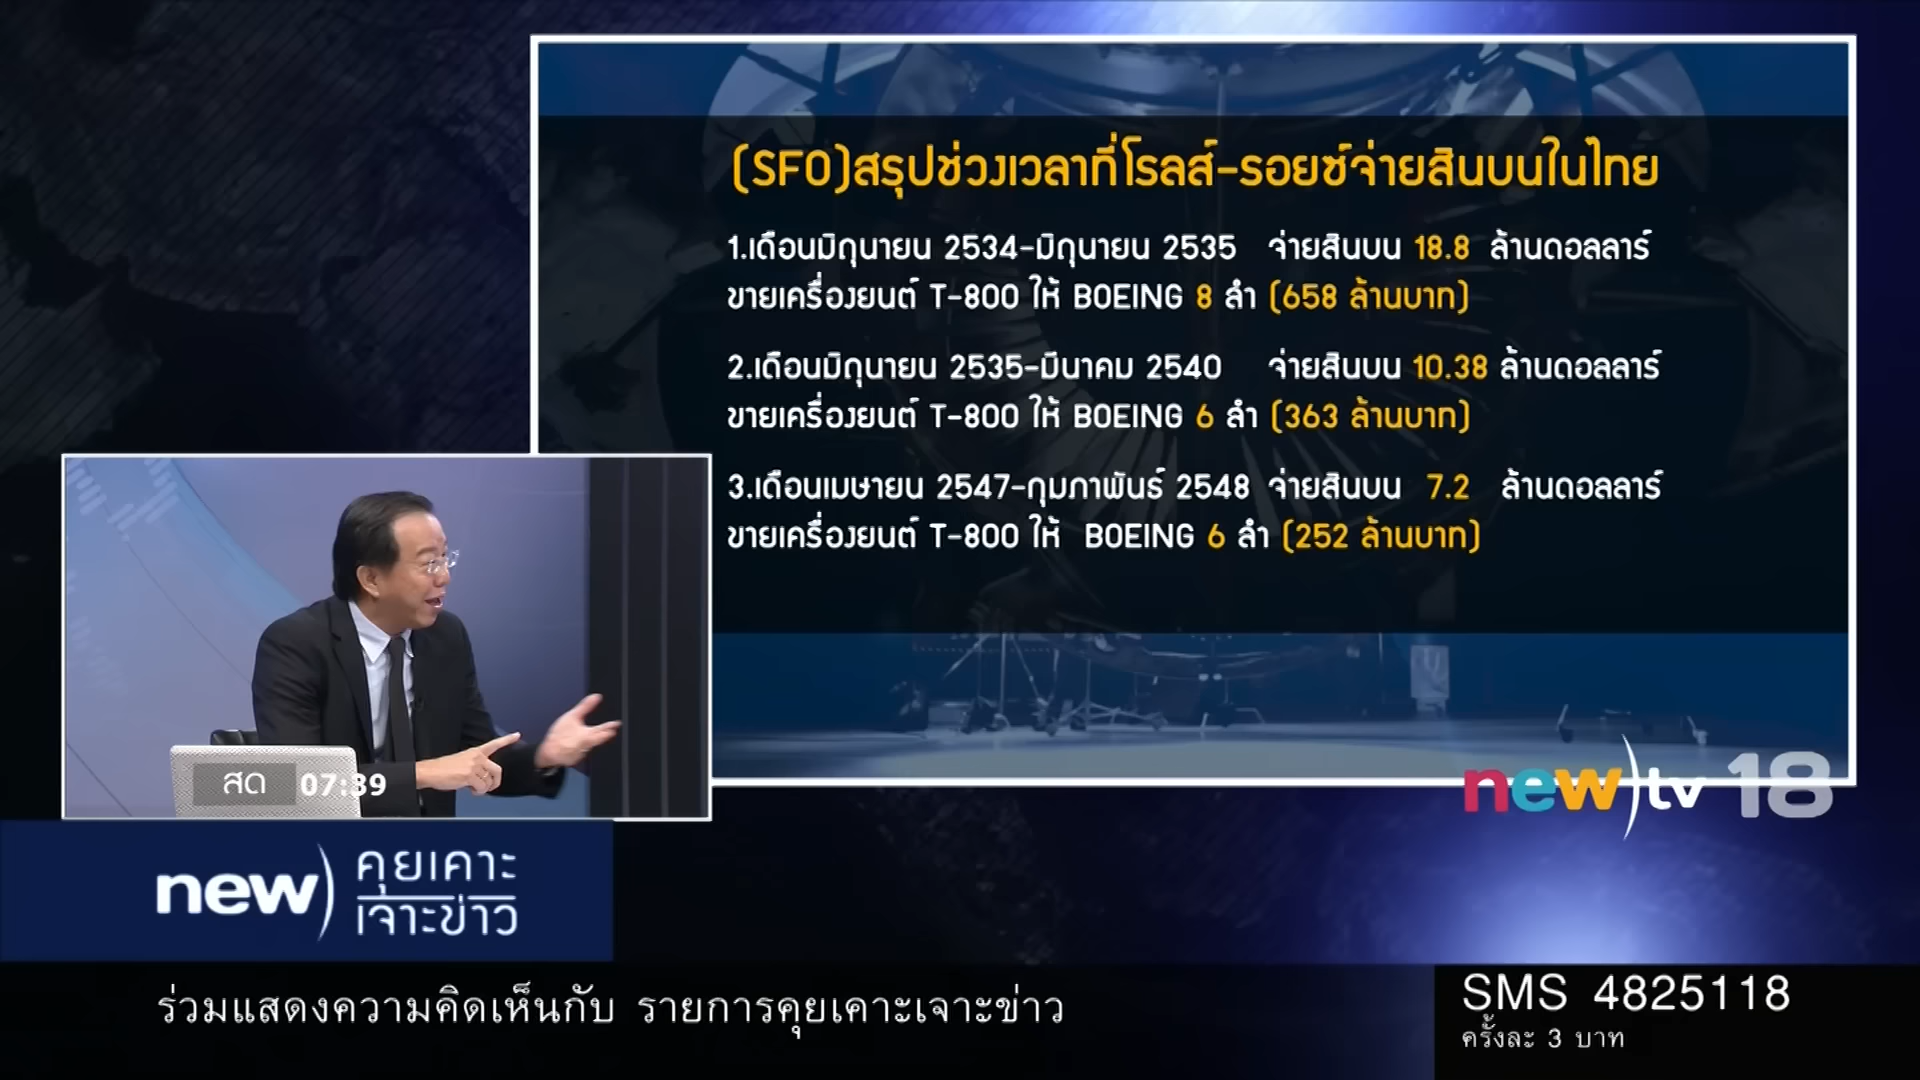 (SFO)สรุปช่วงเวลาที่โรลส์-รอยซ์จ่ายสินบนในไทย
1.เดือนมิถุนายน 2534-มิถุนายน 2535 จ่ายสินบน 18.8 ล้านดอลลาร์
ขายเครื่องยนต์ T-800 ให้ BOEING 8 ลำ (658 ล้านบาท)
2.เดือนมิถุนายน 2535-มีนาคม 2540 จ่ายสินบน 10.38 ล้านดอลลาร์
ขายเครื่องยนต์ T-800 ให้ BOEING 6 ลำ (363 ล้านบาท)
3.เดือนเมษายน 2547-กุมภาพันธ์ 2548 จ่ายสินบน 7.2 ล้านดอลลาร์
ขายเครื่องยนต์ T-800 ให้ BOEING 6 ลำ (252 ล้านบาท)
สด 07:39
new)tv 18
new) คุยเคาะ
เจาะข่าว
ร่วมแสดงความคิดเห็นกับ รายการคุยเคาะเจาะข่าว
SMS 4825118
ครั้งละ 3 บาท